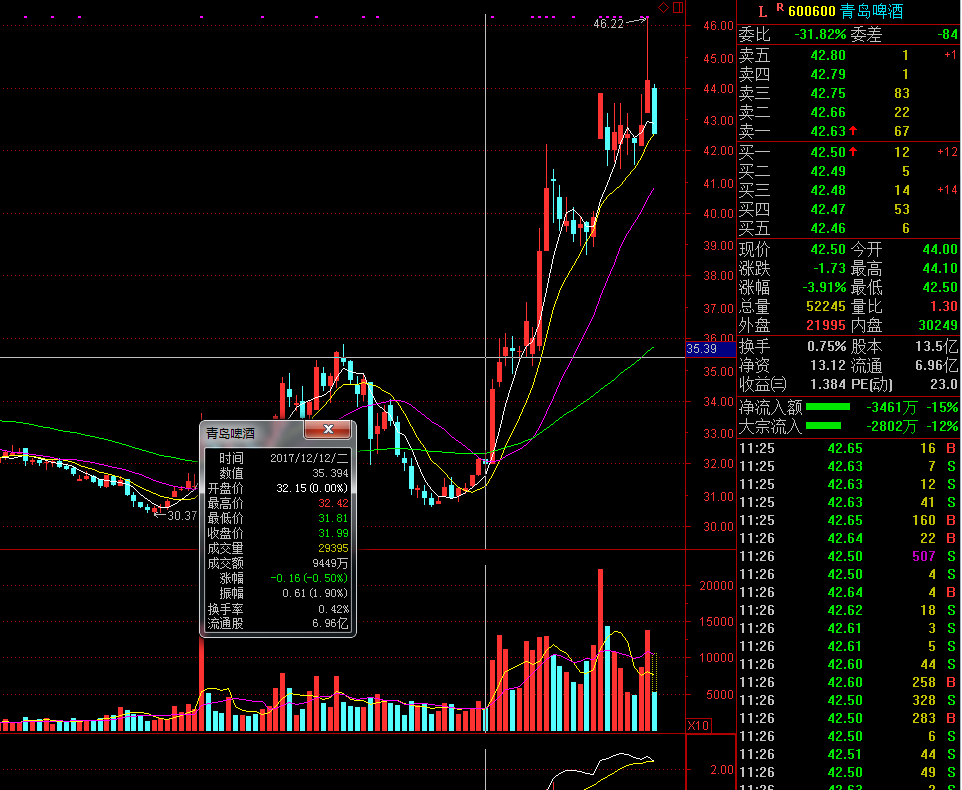 46.22
46.00
45.00
44.00
43.00
42.00
41.00
40.00
39.00
38.00
37.00
36.00
35.39
35.00
34.00
33.00
32.00
31.00
30.00
30.37
20000
15000
10000
5000
X10
2.00
青岛啤酒 X
时间 2017/12/12/二
数值 35.394
开盘价 32.15(0.00%)
最高价 32.42
最低价 31.81
收盘价 31.99
成交量 29395
成交额 9449万
涨幅 -0.16(-0.50%)
振幅 0.61(1.90%)
换手率 0.42%
流通股 6.96亿
L R 600600 青岛啤酒
委比 -31.82% 委差 -84
卖五 42.80 1 +1
卖四 42.79 1
卖三 42.75 83
卖二 42.66 22
卖一 42.63 67
买一 42.50 12 +12
买二 42.49 5
买三 42.48 14 +14
买四 42.47 53
买五 42.46 6
现价 42.50 今开 44.00
涨跌 -1.73 最高 44.10
涨幅 -3.91% 最低 42.50
总量 52245 量比 1.30
外盘 21995 内盘 30249
换手 0.75% 股本 13.5亿
净资 13.12 流通 6.96亿
收益㈢ 1.384 PE(动) 23.0
净流入额 -3461万 -15%
大宗流入 -2802万 -12%
11:25 42.65 16 B
11:25 42.63 7 S
11:25 42.63 12 S
11:25 42.63 41 S
11:25 42.65 160 B
11:26 42.64 22 B
11:26 42.50 507 S
11:26 42.50 4 S
11:26 42.64 4 B
11:26 42.62 18 S
11:26 42.61 3 S
11:26 42.61 5 S
11:26 42.60 44 S
11:26 42.60 258 B
11:26 42.50 328 S
11:26 42.50 283 B
11:26 42.50 6 S
11:26 42.51 44 S
11:26 42.50 49 S